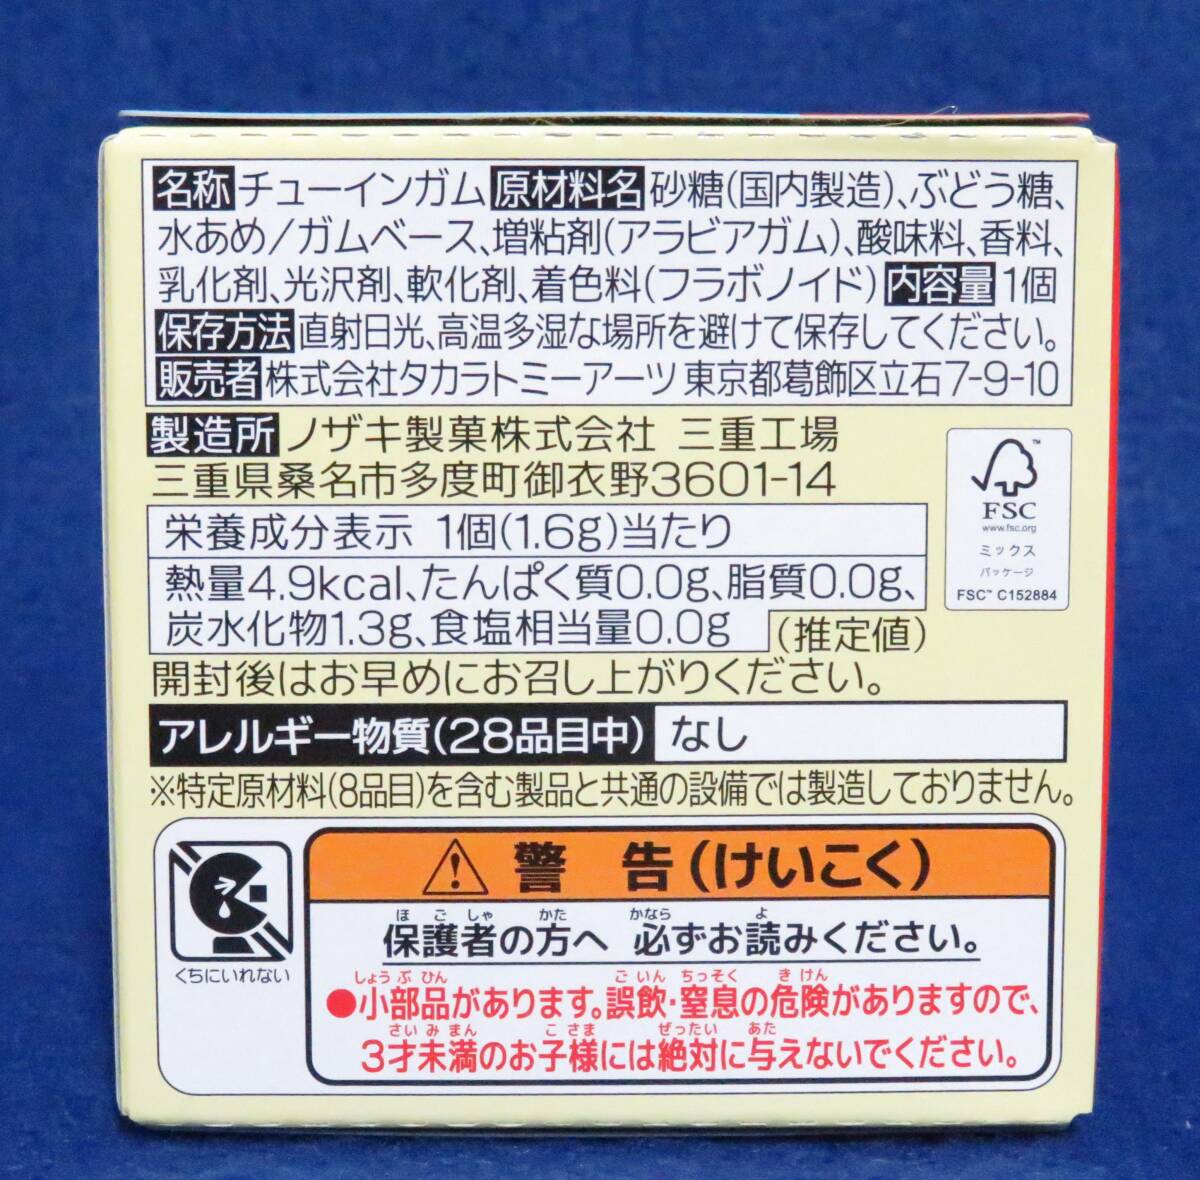 名称 チューインガム 原材料名 砂糖(国内製造)、ぶどう糖、
水あめ/ガムベース、増粘剤(アラビアガム)、酸味料、香料、
乳化剤、光沢剤、軟化剤、着色料(フラボノイド) 内容量 1個
保存方法 直射日光、高温多湿な場所を避けて保存してください。
販売者 株式会社タカラトミーアーツ 東京都葛飾区立石7-9-10
製造所 ノザキ製菓株式会社 三重工場
三重県桑名市多度町御衣野3601-14
FSC™
www.fsc.org
ミックス
パッケージ
FSC™ C152884
栄養成分表示 1個(1.6g)当たり
熱量4.9kcal、たんぱく質0.0g、脂質0.0g、
炭水化物1.3g、食塩相当量0.0g (推定値)
開封後はお早めにお召し上がりください。
アレルギー物質(28品目中) なし
※特定原材料(8品目)を含む製品と共通の設備では製造しておりません。
くちにいれない
警 告(けいこく)
ほごしゃ かた かなら よ
保護者の方へ 必ずお読みください。
しょうぶひん ごいん ちっそく きけん
●小部品があります。誤飲・窒息の危険がありますので、
さいみまん こさま ぜったい あた
3才未満のお子様には絶対に与えないでください。